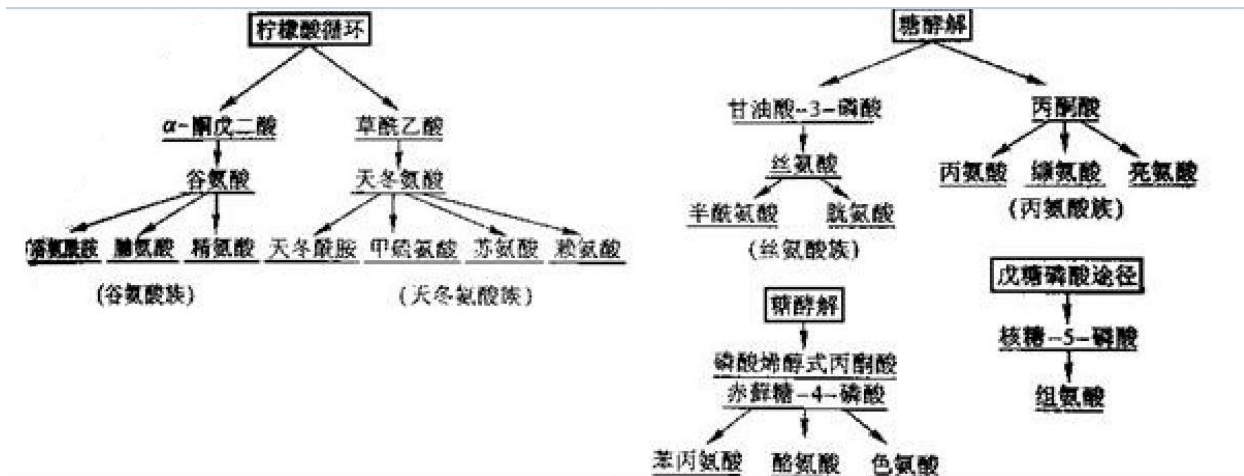 柠檬酸循环
α-酮戊二酸
草酰乙酸
谷氨酸
天冬氨酸
谷氨酰胺
脯氨酸
精氨酸
天冬酰胺
甲硫氨酸
苏氨酸
赖氨酸
(谷氨酸族)
(天冬氨酸族)
糖酵解
甘油酸-3-磷酸
丙酮酸
丝氨酸
丙氨酸
缬氨酸
亮氨酸
半酰氨酸
胱氨酸
(丙氨酸族)
(丝氨酸族)
糖酵解
磷酸烯醇式丙酮酸
赤藓糖-4-磷酸
苯丙氨酸
酪氨酸
色氨酸
戊糖磷酸途径
核糖-5-磷酸
组氨酸